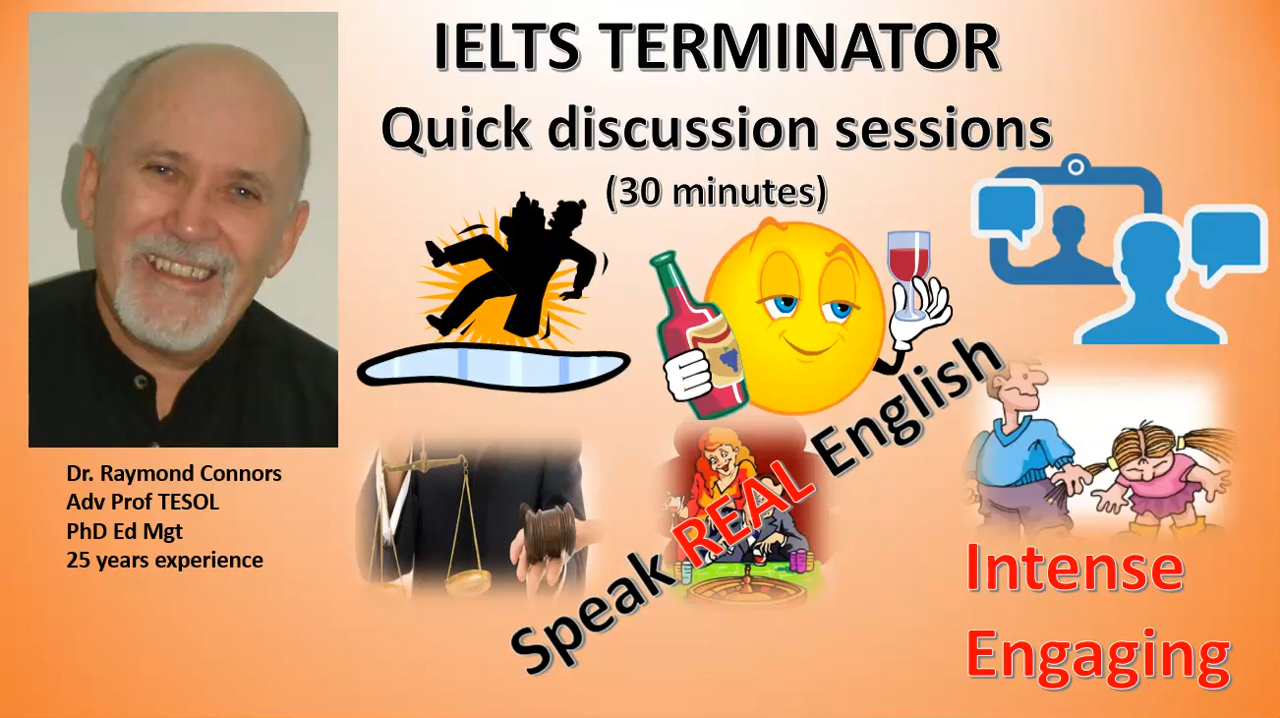 IELTS TERMINATOR
Quick discussion sessions
(30 minutes)
Dr. Raymond Connors
Adv Prof TESOL
PhD Ed Mgt
25 years experience
Speak REAL English
Intense
Engaging